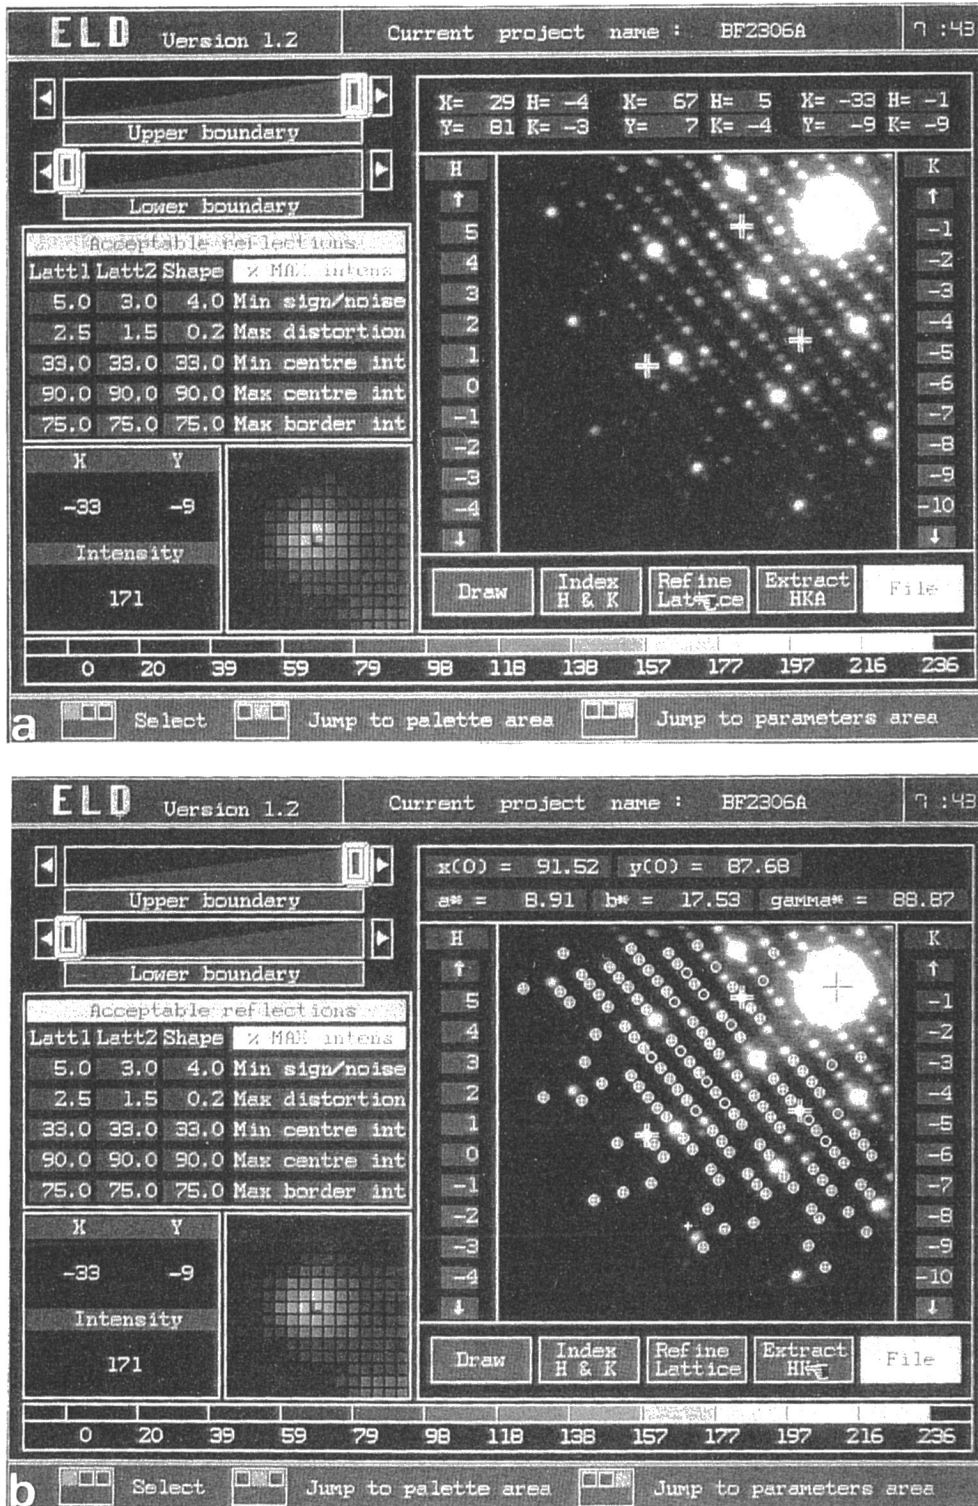 ELD Version 1.2 Current project name : BF2306A 7 :43
X= 29 H= -4 X= 67 H= 5 X= -33 H= -1
Y= 81 K= -3 Y= 7 K= -4 Y= -9 K= -9
Upper boundary
Lower boundary
Acceptable reflections
Latt1 Latt2 Shape % MAX intens
5.0 3.0 4.0 Min sign/noise
2.5 1.5 0.2 Max distortion
33.0 33.0 33.0 Min centre int
90.0 90.0 90.0 Max centre int
75.0 75.0 75.0 Max border int
X Y
-33 -9
Intensity
171
H
↑
5
4
3
2
1
0
-1
-2
-3
-4
↓
K
↑
-1
-2
-3
-4
-5
-6
-7
-8
-9
-10
↓
Draw
Index
H & K
Refine
Lattice
Extract
HKA
File
0 20 39 59 79 98 118 138 157 177 197 216 236
a Select Jump to palette area Jump to parameters area
ELD Version 1.2 Current project name : BF2306A 7 :43
x(0) = 91.52 y(0) = 87.68
a* = 8.91 b* = 17.53 gamma* = 88.87
Upper boundary
Lower boundary
Acceptable reflections
Latt1 Latt2 Shape % MAX intens
5.0 3.0 4.0 Min sign/noise
2.5 1.5 0.2 Max distortion
33.0 33.0 33.0 Min centre int
90.0 90.0 90.0 Max centre int
75.0 75.0 75.0 Max border int
X Y
-33 -9
Intensity
171
H
↑
5
4
3
2
1
0
-1
-2
-3
-4
↓
K
↑
-1
-2
-3
-4
-5
-6
-7
-8
-9
-10
↓
Draw
Index
H & K
Refine
Lattice
Extract
File
0 20 39 59 79 98 118 138 157 177 197 216 236
b Select Jump to palette area Jump to parameters area